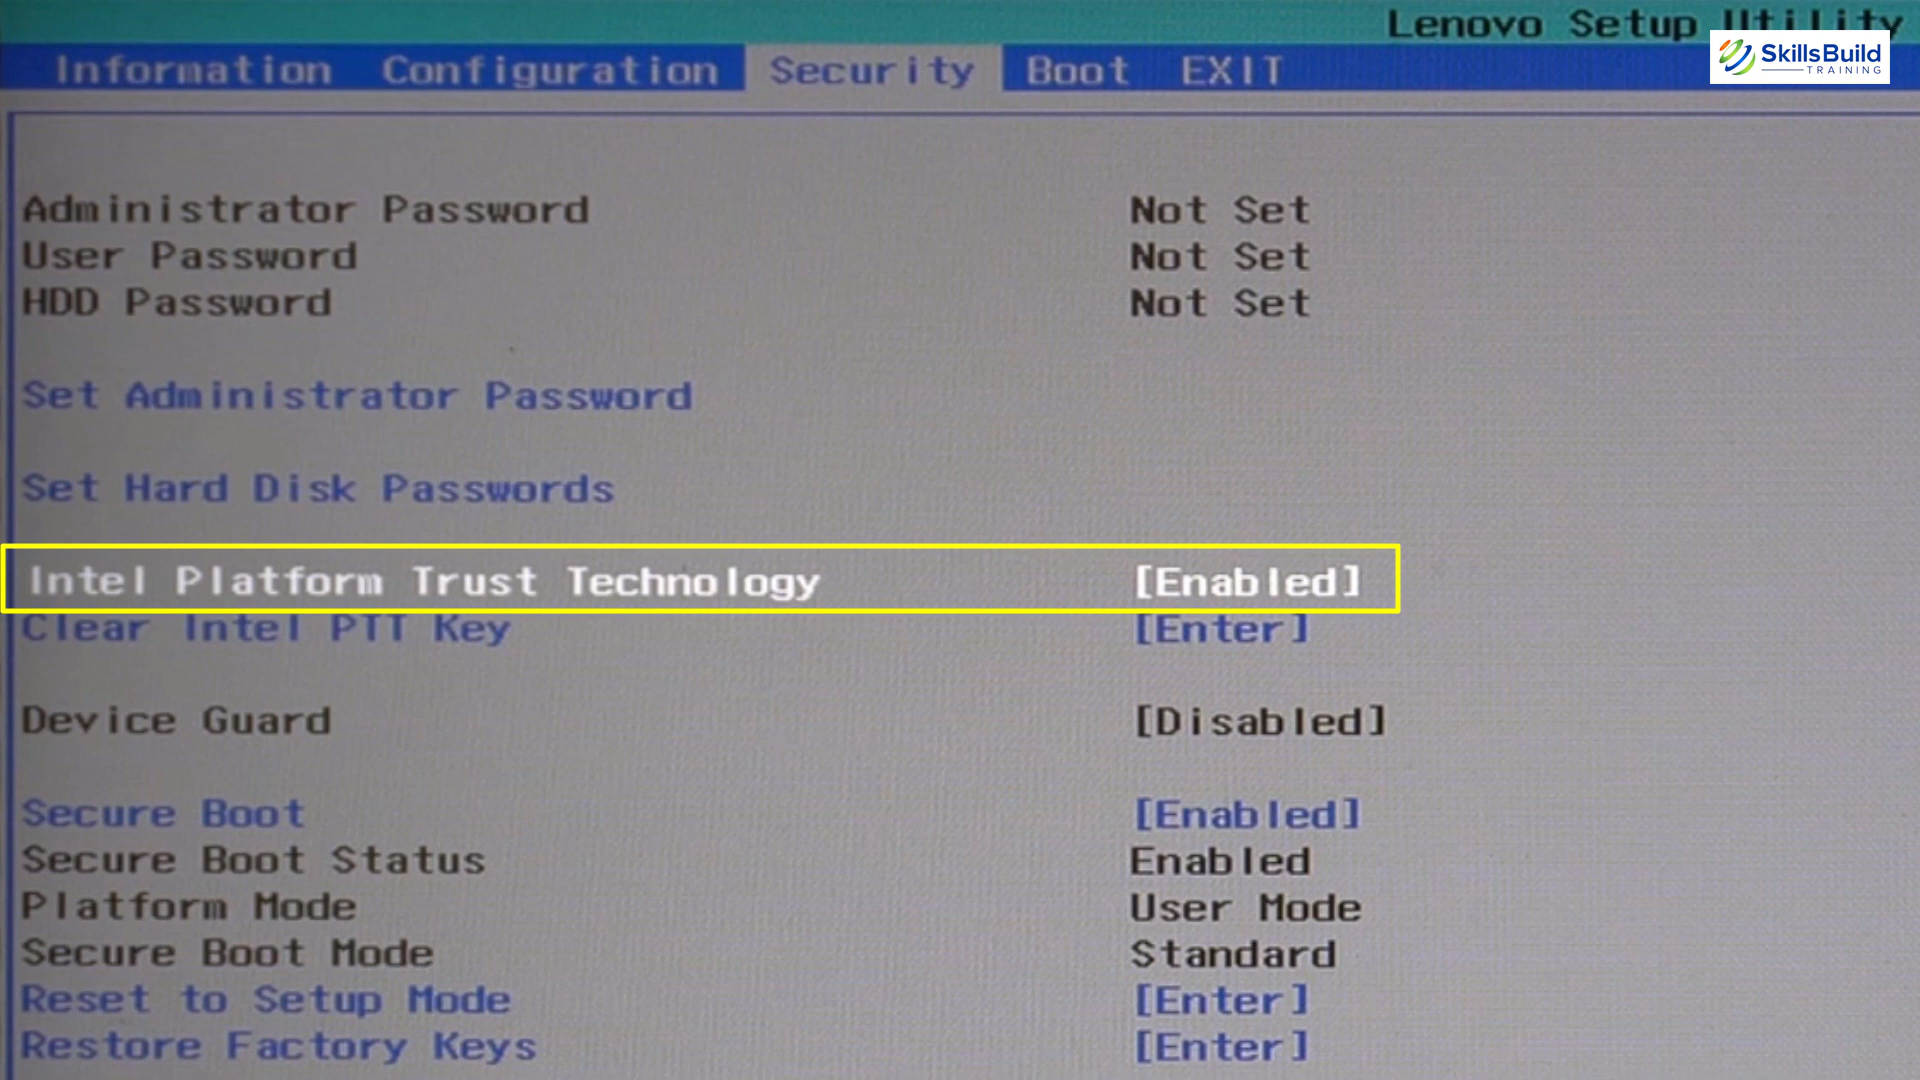 Lenovo Setup Utility
SkillsBuild
TRAINING
Information Configuration Security Boot EXIT
Administrator Password Not Set
User Password Not Set
HDD Password Not Set
Set Administrator Password
Set Hard Disk Passwords
Intel Platform Trust Technology [Enabled]
Clear Intel PTT Key [Enter]
Device Guard [Disabled]
Secure Boot [Enabled]
Secure Boot Status Enabled
Platform Mode User Mode
Secure Boot Mode Standard
Reset to Setup Mode [Enter]
Restore Factory Keys [Enter]